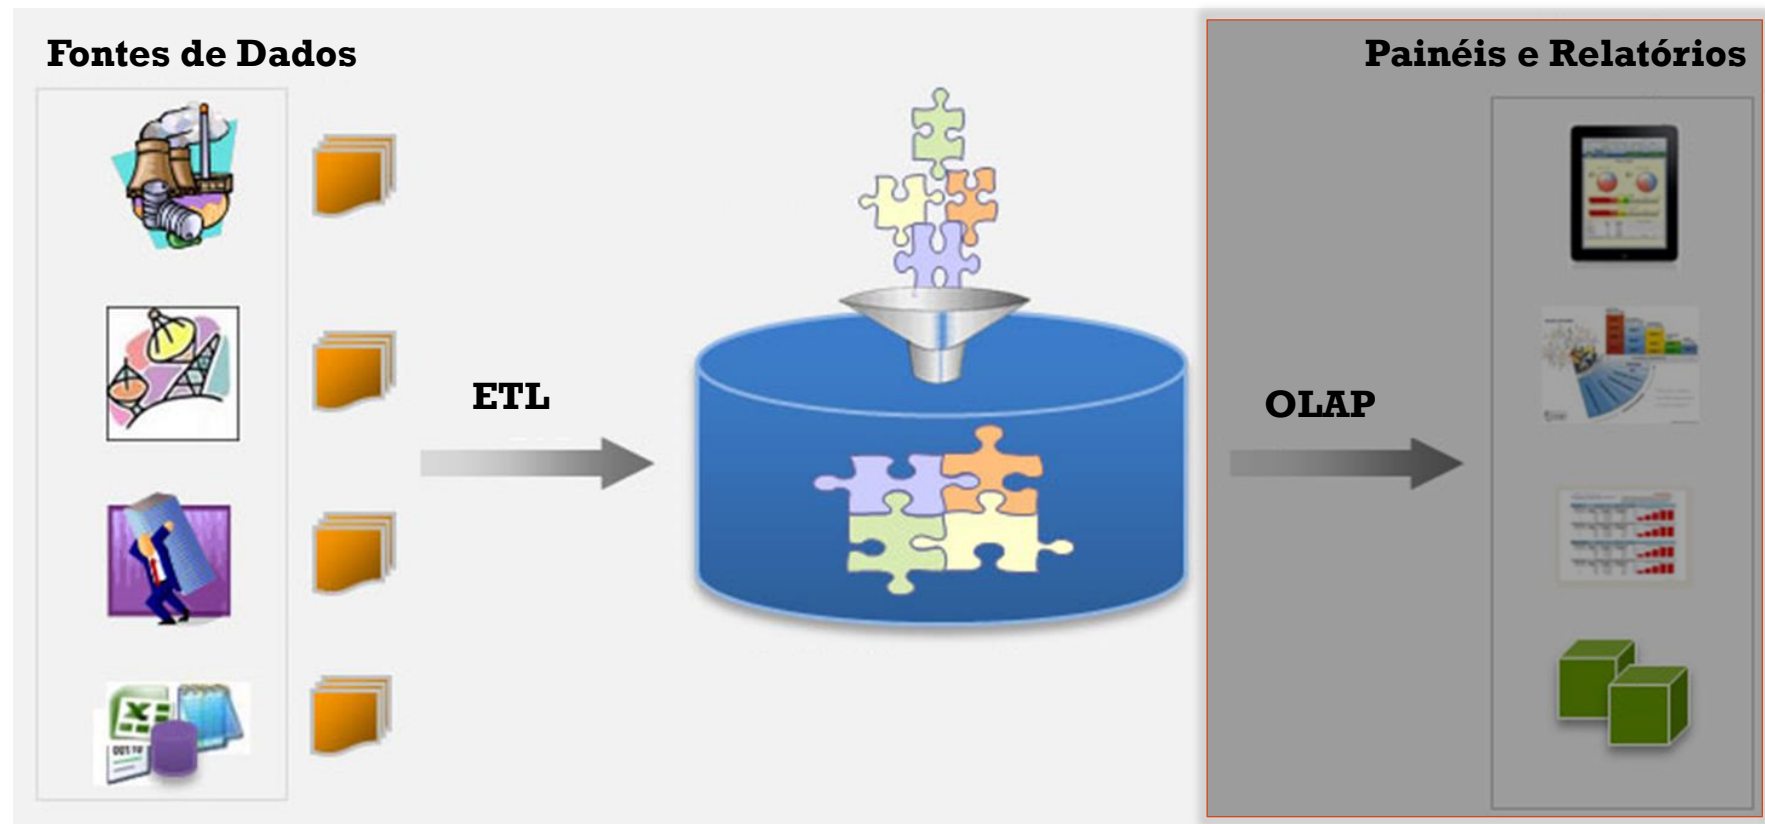 Fontes de Dados
Painéis e Relatórios
ETL
OLAP